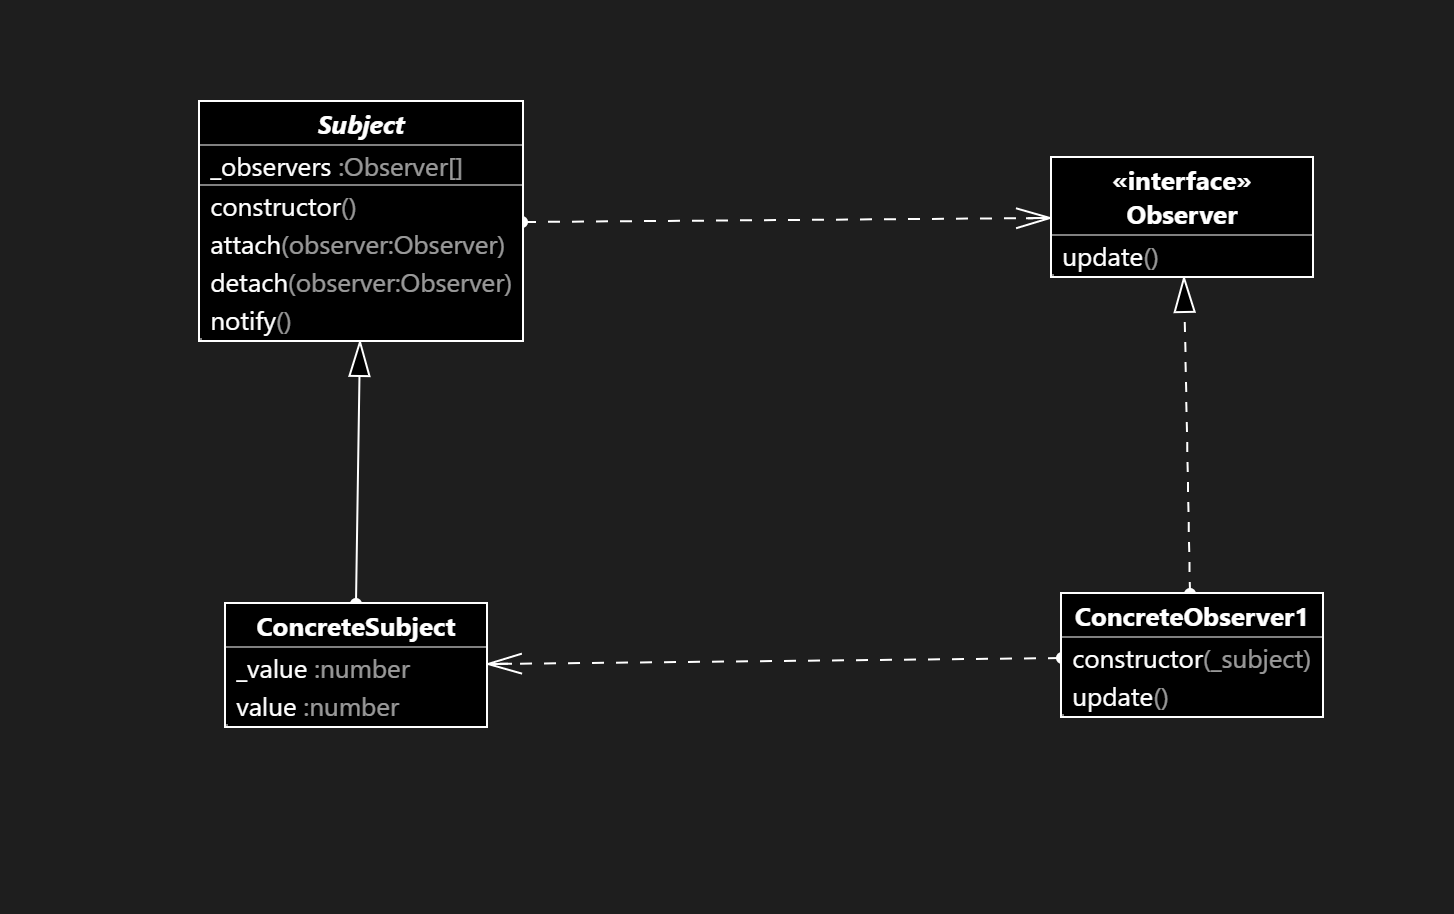 Subject
_observers :Observer[]
constructor()
attach(observer:Observer)
detach(observer:Observer)
notify()
«interface»
Observer
update()
ConcreteSubject
_value :number
value :number
ConcreteObserver1
constructor(_subject)
update()